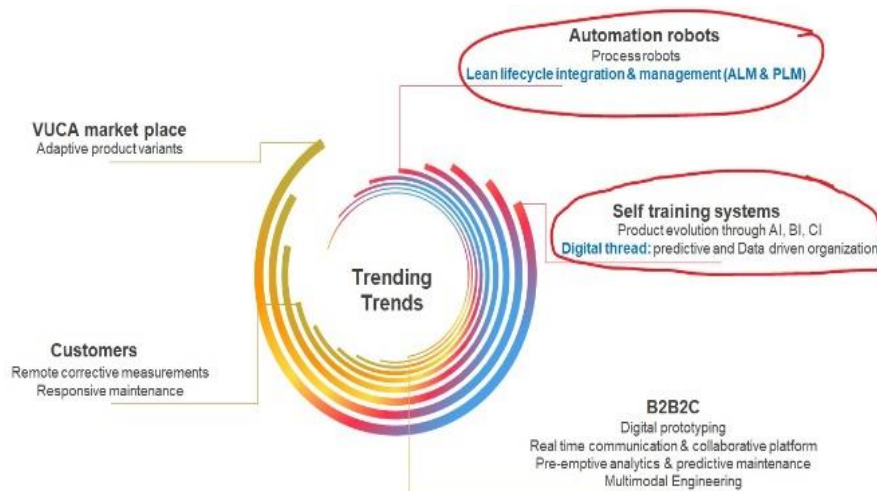 Automation robots
Process robots
Lean lifecycle integration & management (ALM & PLM)
VUCA market place
Adaptive product variants
Self training systems
Product evolution through AI, BI, CI
Digital thread: predictive and Data driven organization
Trending
Trends
Customers
Remote corrective measurements
Responsive maintenance
B2B2C
Digital prototyping
Real time communication & collaborative platform
Pre-emptive analytics & predictive maintenance
Multimodal Engineering